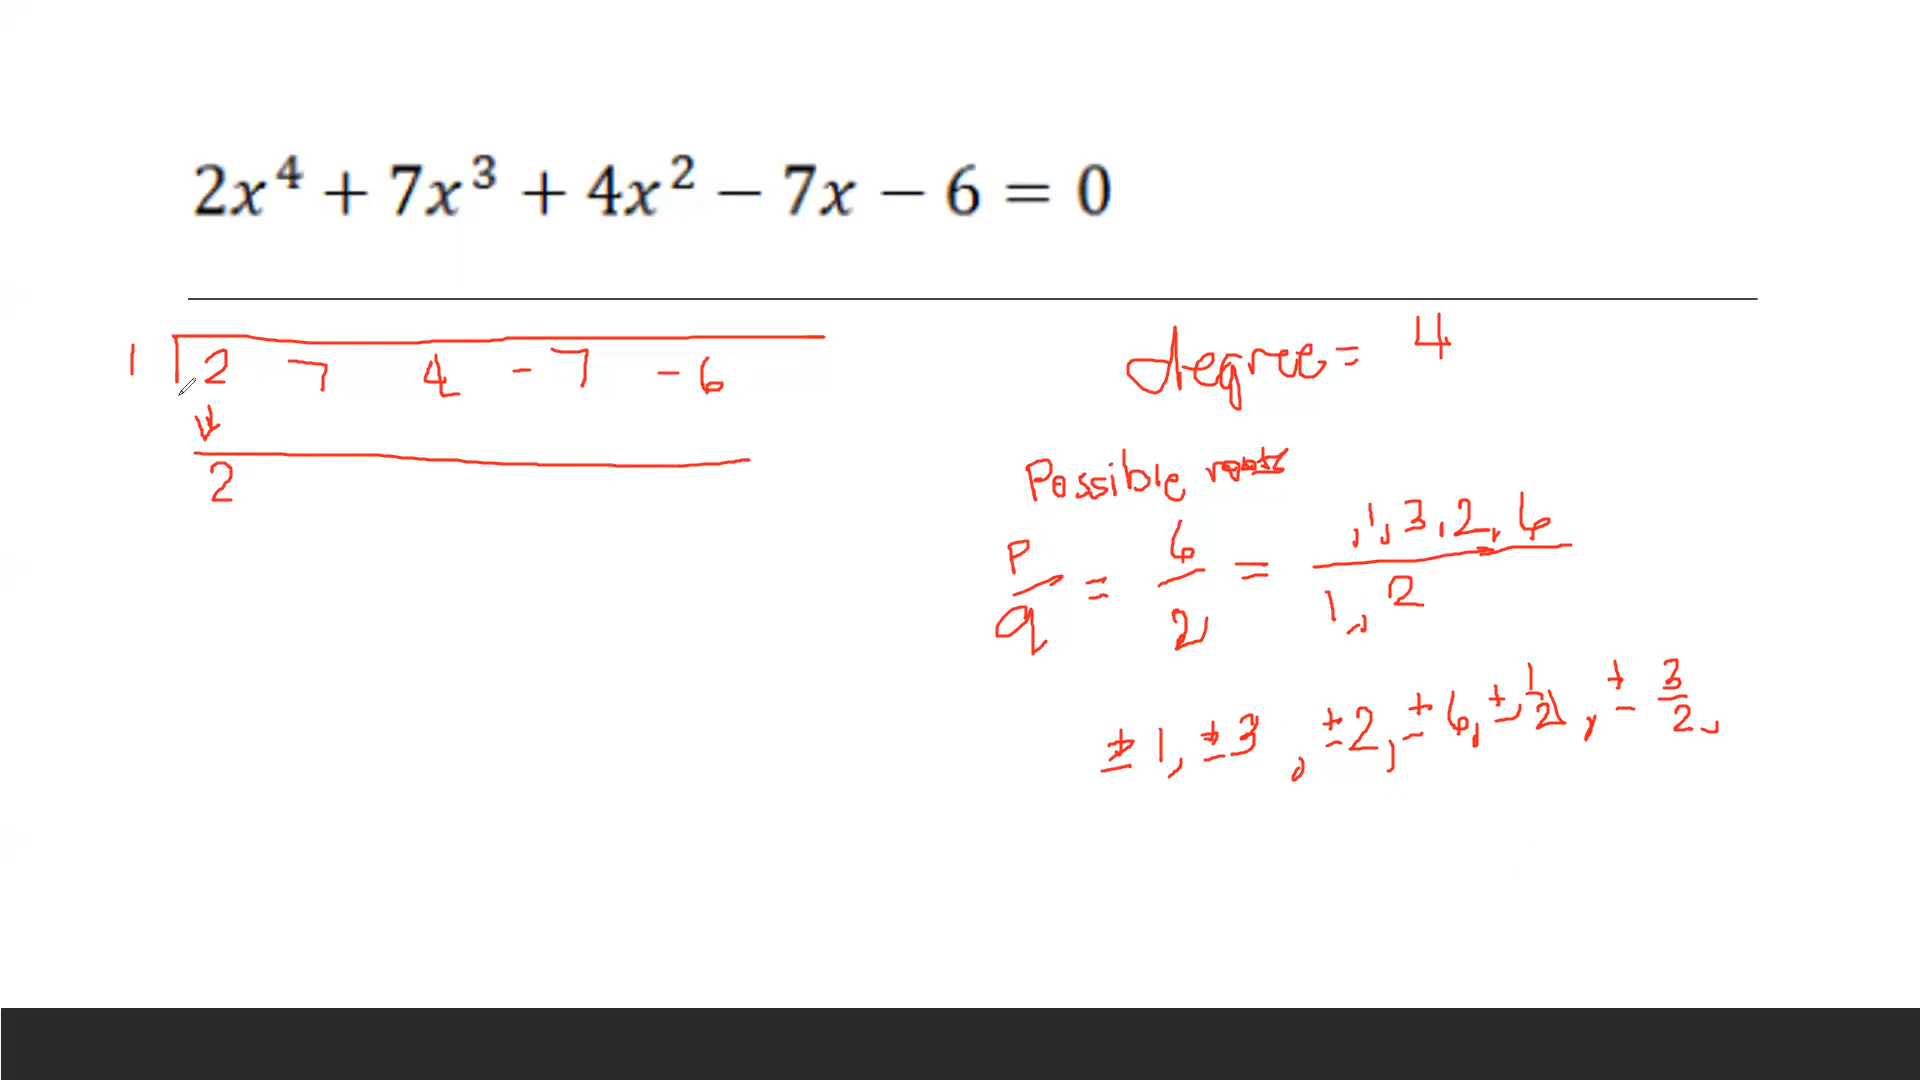 2x⁴ + 7x³ + 4x² − 7x − 6 = 0
1 2 7 4 -7 -6
2
degree = 4
Possible roots
p/q = 6/2 = ,1,3,2,6/1,2
±1, ±3, ±2, ±6, ±1/2, ±3/2,